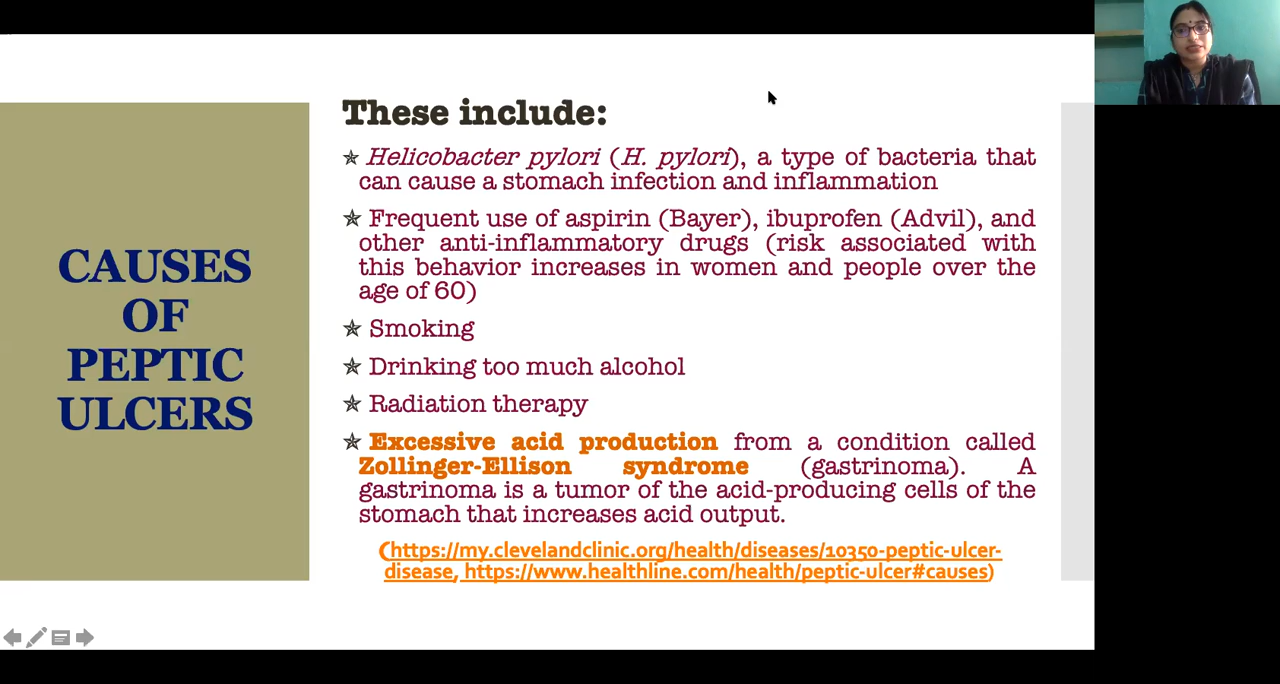 CAUSES
OF
PEPTIC
ULCERS
These include:
✯ Helicobacter pylori (H. pylori), a type of bacteria that
can cause a stomach infection and inflammation
✯ Frequent use of aspirin (Bayer), ibuprofen (Advil), and
other anti-inflammatory drugs (risk associated with
this behavior increases in women and people over the
age of 60)
✯ Smoking
✯ Drinking too much alcohol
✯ Radiation therapy
✯ Excessive acid production from a condition called
Zollinger-Ellison syndrome (gastrinoma). A
gastrinoma is a tumor of the acid-producing cells of the
stomach that increases acid output.
(https://my.clevelandclinic.org/health/diseases/10350-peptic-ulcer-
disease, https://www.healthline.com/health/peptic-ulcer#causes)